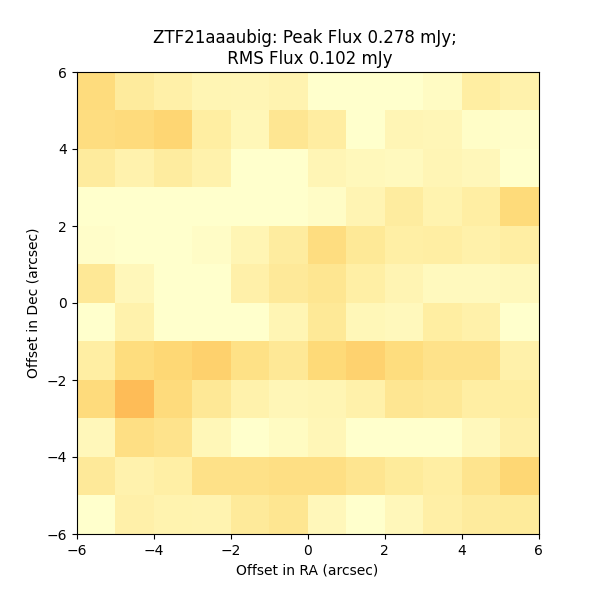 ZTF21aaaubig: Peak Flux 0.278 mJy;
RMS Flux 0.102 mJy
6
4
2
0
−2
−4
−6
Offset in Dec (arcsec)
−6 −4 −2 0 2 4 6
Offset in RA (arcsec)